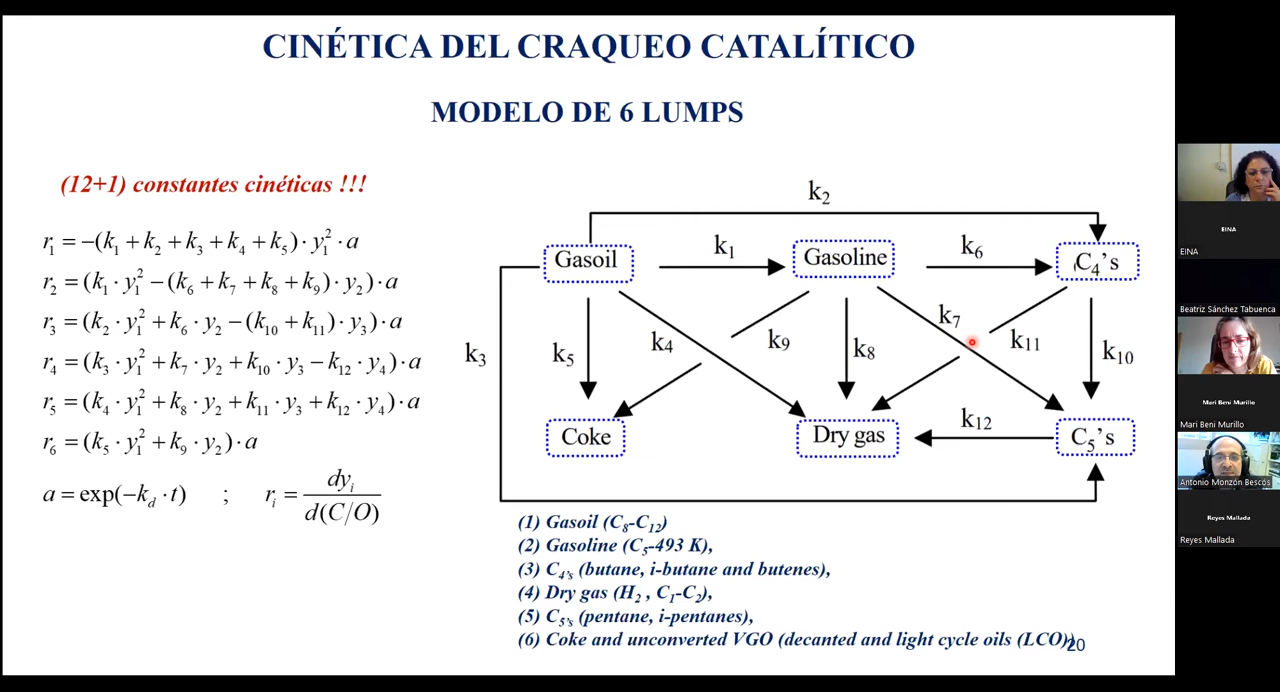 CINÉTICA DEL CRAQUEO CATALÍTICO
MODELO DE 6 LUMPS
(12+1) constantes cinéticas !!!
r₁ = −(k₁ + k₂ + k₃ + k₄ + k₅) · y₁² · a
r₂ = (k₁ · y₁² − (k₆ + k₇ + k₈ + k₉) · y₂) · a
r₃ = (k₂ · y₁² + k₆ · y₂ − (k₁₀ + k₁₁) · y₃) · a
r₄ = (k₃ · y₁² + k₇ · y₂ + k₁₀ · y₃ − k₁₂ · y₄) · a
r₅ = (k₄ · y₁² + k₈ · y₂ + k₁₁ · y₃ + k₁₂ · y₄) · a
r₆ = (k₅ · y₁² + k₉ · y₂) · a
a = exp(−k_d · t) ; r_i = dy_i / d(C/O)
k₂
Gasoil
k₁
Gasoline
k₆
C₄'s
k₃
k₅
k₄
k₉
k₈
k₇
k₁₁
k₁₀
Coke
Dry gas
k₁₂
C₅'s
(1) Gasoil (C₈-C₁₂)
(2) Gasoline (C₅-493 K),
(3) C₄'s (butane, i-butane and butenes),
(4) Dry gas (H₂ , C₁-C₂),
(5) C₅'s (pentane, i-pentanes),
(6) Coke and unconverted VGO (decanted and light cycle oils (LCO))
20
EINA
EINA
Beatriz Sánchez Tabuenca
Mari Beni Murillo
Mari Beni Murillo
Antonio Monzón Bescós
Reyes Mallada
Reyes Mallada